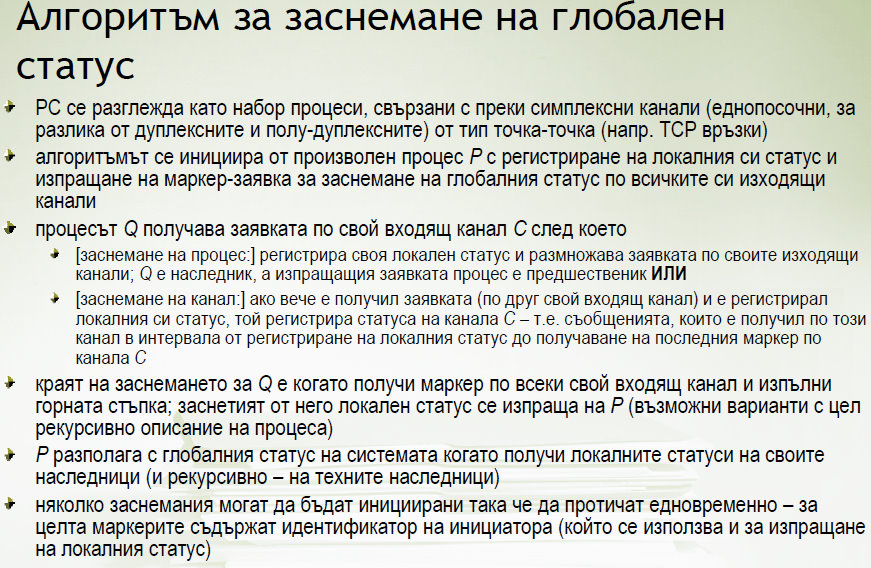 Алгоритъм за заснемане на глобален
статус
РС се разглежда като набор процеси, свързани с преки симплексни канали (еднопосочни, за
разлика от дуплексните и полу-дуплексните) от тип точка-точка (напр. TCP връзки)
алгоритъмът се инициира от произволен процес P с регистриране на локалния си статус и
изпращане на маркер-заявка за заснемане на глобалния статус по всичките си изходящи
канали
процесът Q получава заявката по свой входящ канал C след което
[заснемане на процес:] регистрира своя локален статус и размножава заявката по своите изходящи
канали; Q е наследник, а изпращащия заявката процес е предшественик ИЛИ
[заснемане на канал:] ако вече е получил заявката (по друг свой входящ канал) и е регистрирал
локалния си статус, той регистрира статуса на канала C – т.е. съобщенията, които е получил по този
канал в интервала от регистриране на локалния статус до получаване на последния маркер по
канала C
краят на заснемането за Q е когато получи маркер по всеки свой входящ канал и изпълни
горната стъпка; заснетият от него локален статус се изпраща на P (възможни варианти с цел
рекурсивно описание на процеса)
P разполага с глобалния статус на системата когато получи локалните статуси на своите
наследници (и рекурсивно – на техните наследници)
няколко заснемания могат да бъдат инициирани така че да протичат едновременно – за
целта маркерите съдържат идентификатор на инициатора (който се използва и за изпращане
на локалния статус)